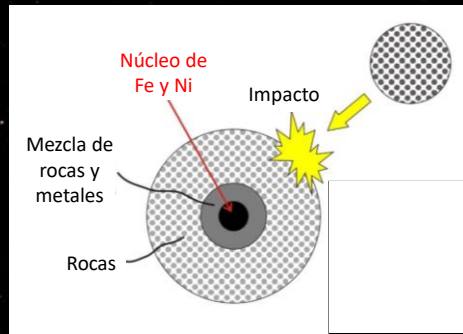 Núcleo de
Fe y Ni
Impacto
Mezcla de
rocas y
metales
Rocas